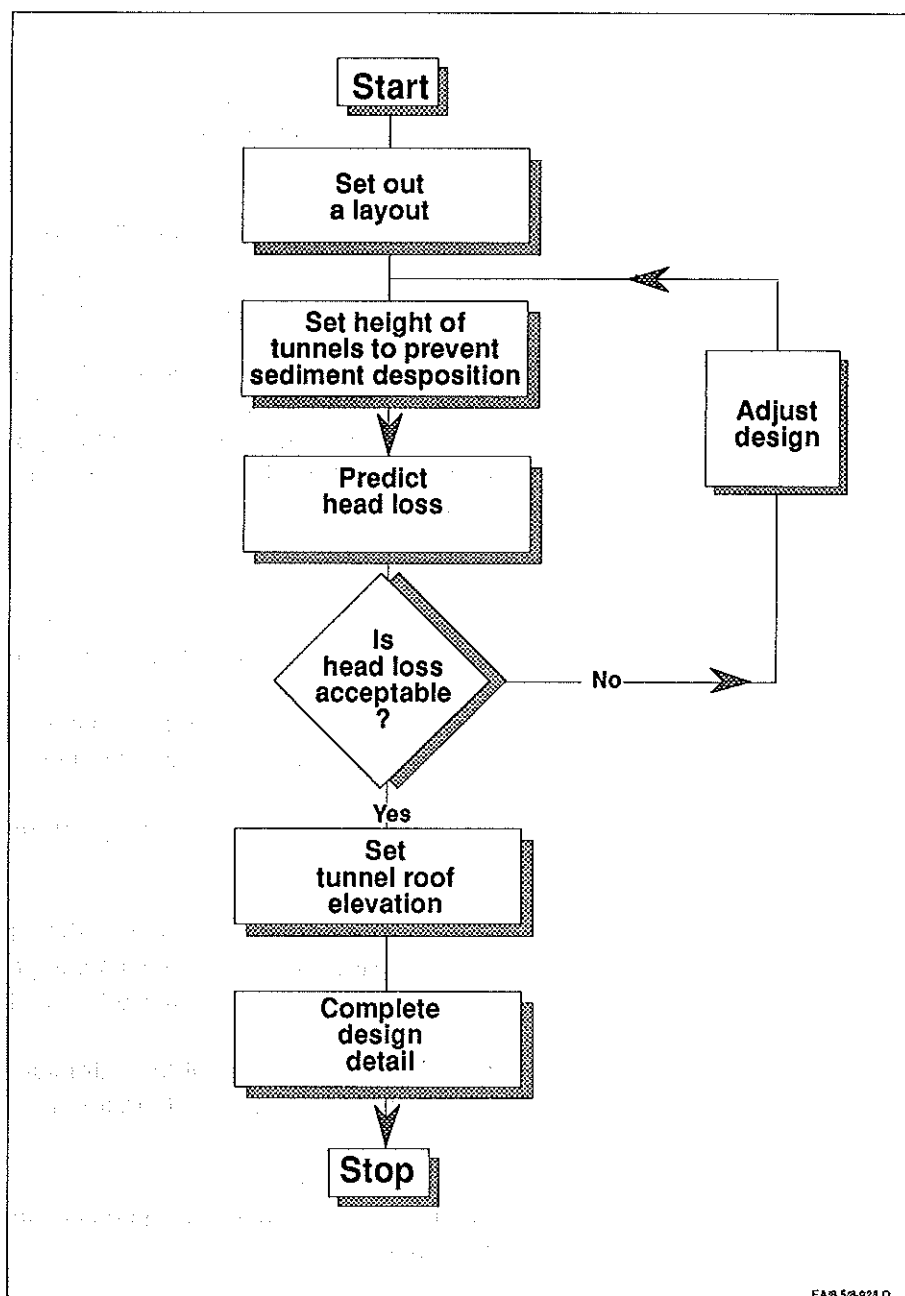 Start
Set out
a layout
Set height of
tunnels to prevent
sediment desposition
Adjust
design
Predict
head loss
Is
head loss
acceptable
?
No
Yes
Set
tunnel roof
elevation
Complete
design
detail
Stop